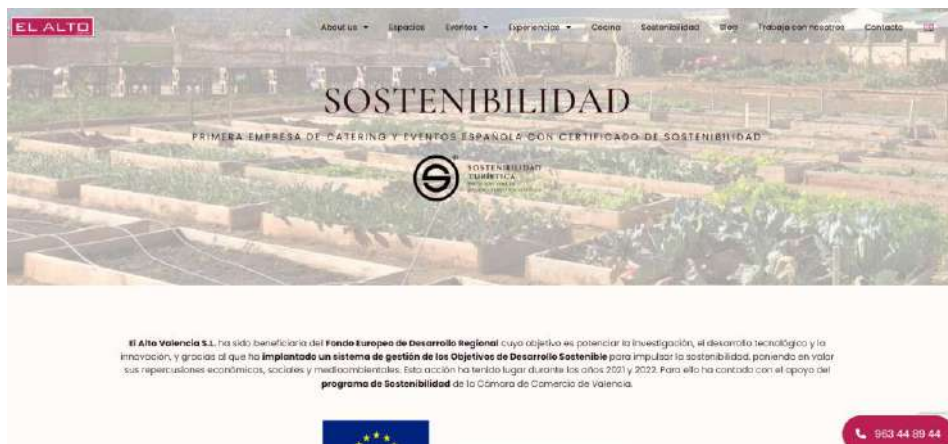 EL ALTO
About us Espacios Eventos Experiencias Cocina Sostenibilidad Blog Trabaja con nosotros Contacto
SOSTENIBILIDAD
PRIMERA EMPRESA DE CATERING Y EVENTOS ESPAÑOLA CON CERTIFICADO DE SOSTENIBILIDAD
SOSTENIBILIDAD
TURÍSTICA
El Alto Valencia S.L. ha sido beneficiaria del Fondo Europeo de Desarrollo Regional cuyo objetivo es potenciar la investigación, el desarrollo tecnológico y la
innovación, y gracias al que ha implantado un sistema de gestión de los Objetivos de Desarrollo Sostenible para impulsar la sostenibilidad, poniendo en valor
sus repercusiones económicas, sociales y medioambientales. Esta acción ha tenido lugar durante los años 2021 y 2022. Para ello ha contado con el apoyo del
programa de Sostenibilidad de la Cámara de Comercio de Valencia.
963 44 89 44